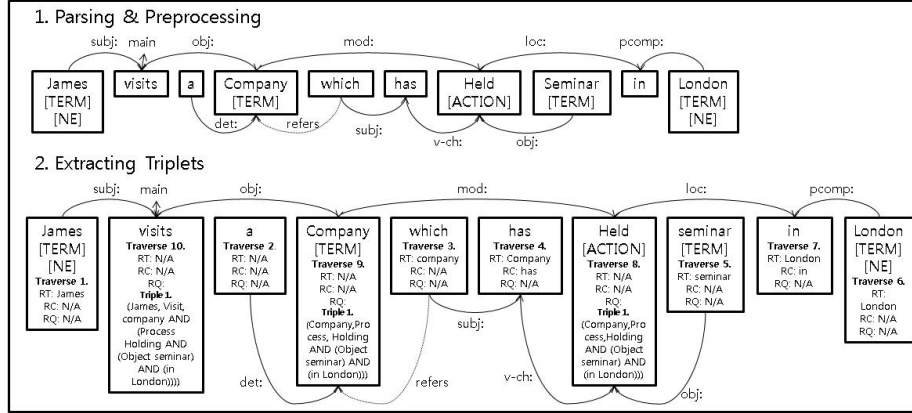 1. Parsing & Preprocessing
subj: main obj: mod: loc: pcomp:
James visits a Company which has Held Seminar in London
[TERM] [TERM] [ACTION] [TERM] [TERM]
[NE] [NE]
det: refers subj: v-ch: obj:
2. Extracting Triplets
subj: main obj: mod: loc: pcomp:
James
[TERM]
[NE]
Traverse 1.
RT: James
RC: N/A
RQ: N/A
visits
Traverse 10.
RT: N/A
RC: N/A
RQ:
Triple 1.
(James, Visit,
company AND
(Process
Holding AND
(Object seminar)
AND (in
London))))
a
Traverse 2.
RT: N/A
RC: N/A
RQ: N/A
Company
[TERM]
Traverse 9.
RT: N/A
RC: N/A
RQ:
Triple 1.
(Company,Pro
cess, Holding
AND (Object
seminar) AND
(in London)))
which
Traverse 3.
RT: company
RC: N/A
RQ: N/A
has
Traverse 4.
RT: Company
RC: has
RQ: N/A
Held
[ACTION]
Traverse 8.
RT: N/A
RC: N/A
RQ:
Triple 1.
(Company,Pro
cess,Holding
AND (Object
seminar) AND
(in London)))
seminar
[TERM]
Traverse 5.
RT: seminar
RC: N/A
RQ: N/A
in
Traverse 7.
RT: London
RC: in
RQ: N/A
London
[TERM]
[NE]
Traverse 6.
RT:
London
RC: N/A
RQ: N/A
det: refers subj: v-ch: obj: